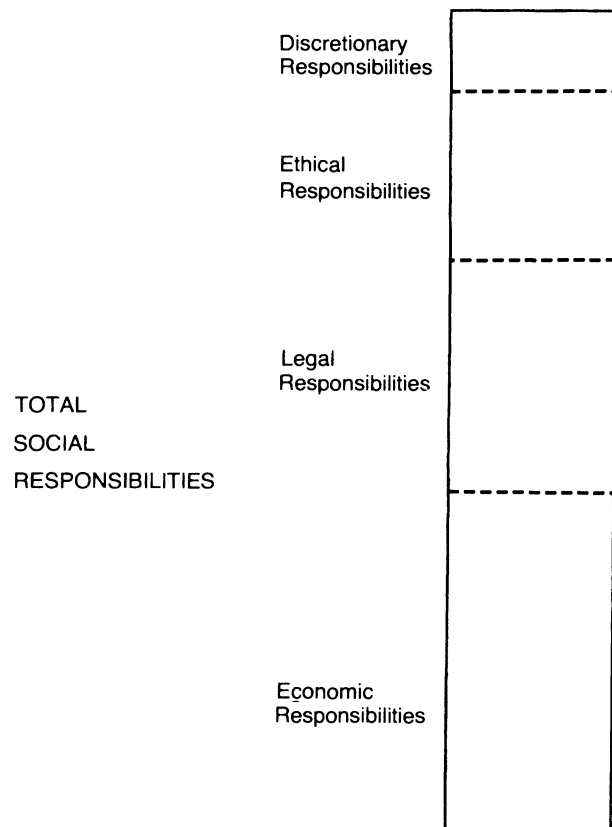 Discretionary
Responsibilities
Ethical
Responsibilities
Legal
Responsibilities
TOTAL
SOCIAL
RESPONSIBILITIES
Economic
Responsibilities